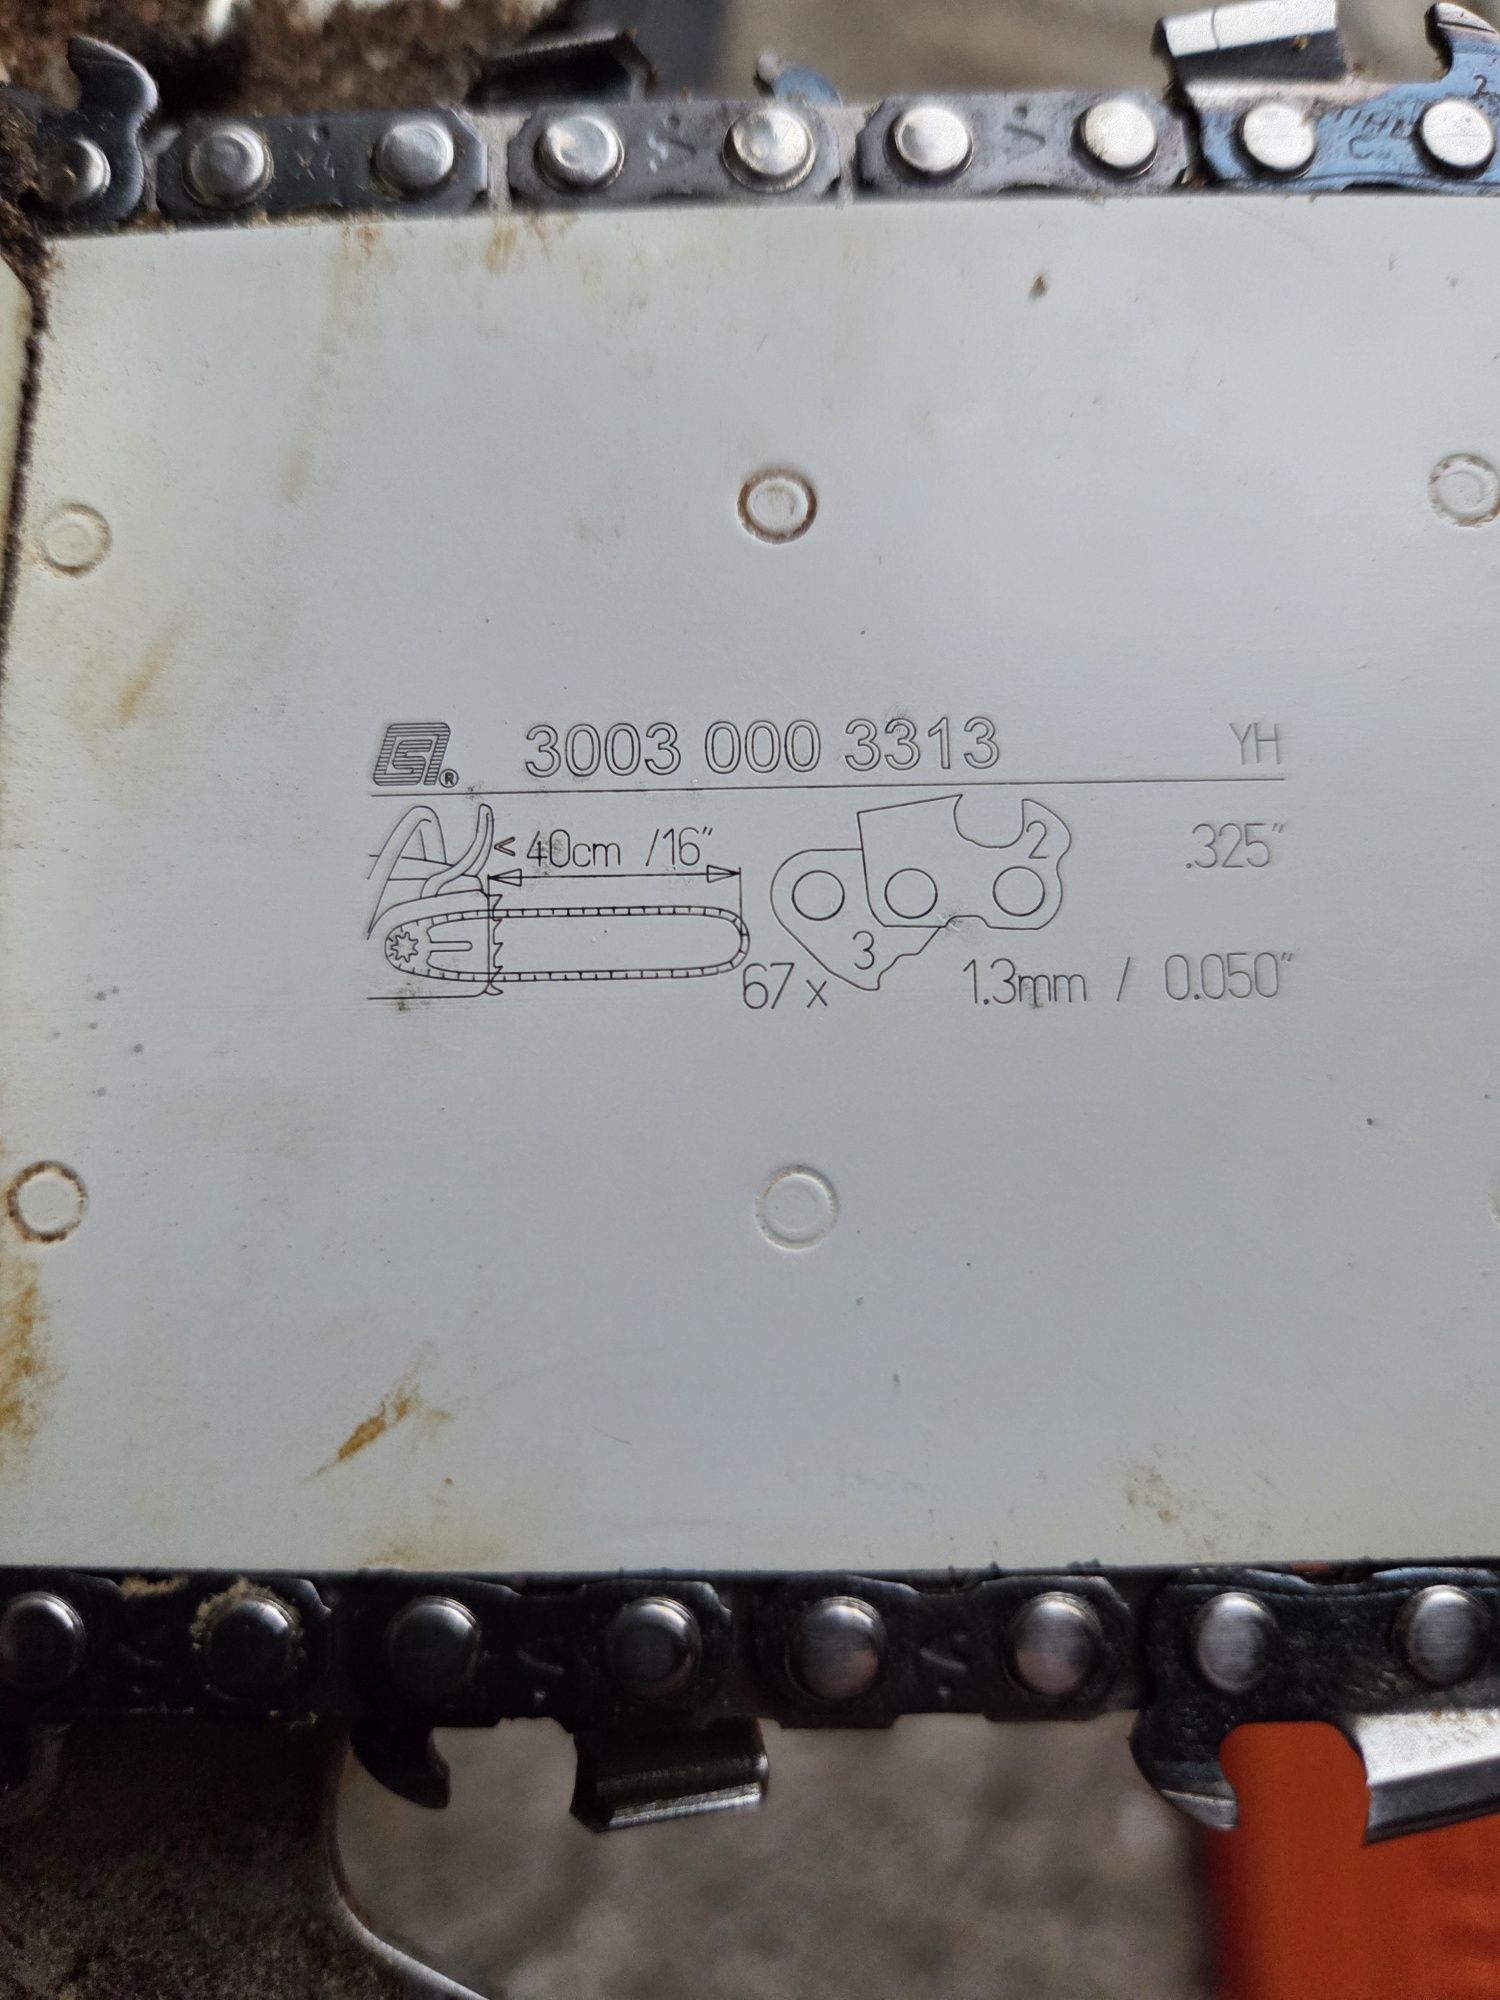 ® 3003 000 3313 YH
< 40cm /16" 2 .325"
3
67 x 1.3mm / 0.050"